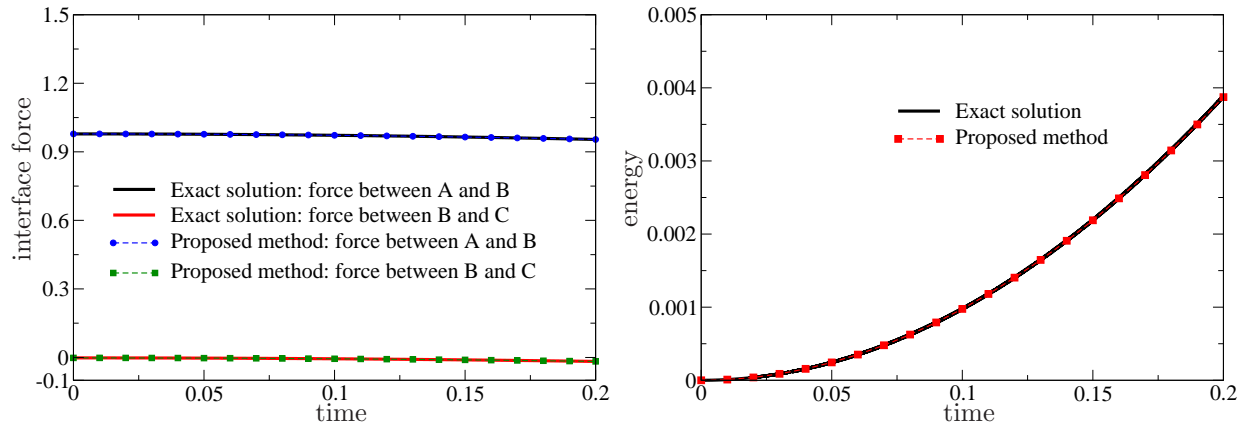 1.5
1.2
0.9
0.6
0.3
0
-0.1
interface force
Exact solution: force between A and B
Exact solution: force between B and C
Proposed method: force between A and B
Proposed method: force between B and C
0 0.05 0.1 0.15 0.2
time
0.005
0.004
0.003
0.002
0.001
0
energy
Exact solution
Proposed method
0 0.05 0.1 0.15 0.2
time